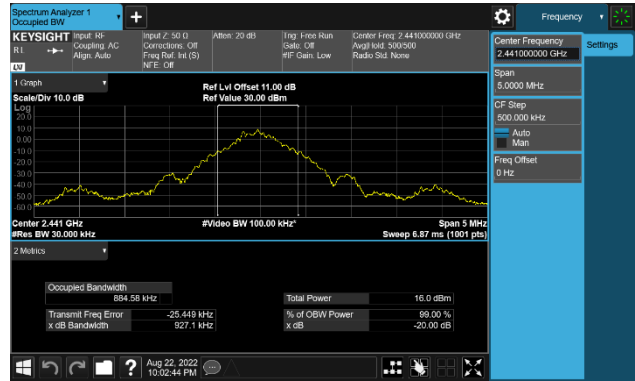 Spectrum Analyzer 1
Occupied BW
Frequency
KEYSIGHT
Input: RF
Coupling: AC
Align: Auto
Input Z: 50 Ω
Corrections: Off
Freq Ref: Int (S)
NFE: Off
Atten: 20 dB
Trig: Free Run
Gate: Off
#IF Gain: Low
Center Freq: 2.441000000 GHz
Avg|Hold: 500/500
Radio Std: None
RL
LXI
Center Frequency
2.441000000 GHz
Settings
Span
5.0000 MHz
CF Step
500.000 kHz
Auto
Man
Freq Offset
0 Hz
1 Graph
Scale/Div 10.0 dB
Ref Lvl Offset 11.00 dB
Ref Value 30.00 dBm
Log
20.0
10.0
0.00
-10.0
-20.0
-30.0
-40.0
-50.0
-60.0
Center 2.441 GHz
#Video BW 100.00 kHz*
Span 5 MHz
#Res BW 30.000 kHz
Sweep 6.87 ms (1001 pts)
2 Metrics
Occupied Bandwidth
884.58 kHz
Total Power 16.0 dBm
Transmit Freq Error -25.449 kHz
% of OBW Power 99.00 %
x dB Bandwidth 927.1 kHz
x dB -20.00 dB
Aug 22, 2022
10:02:44 PM